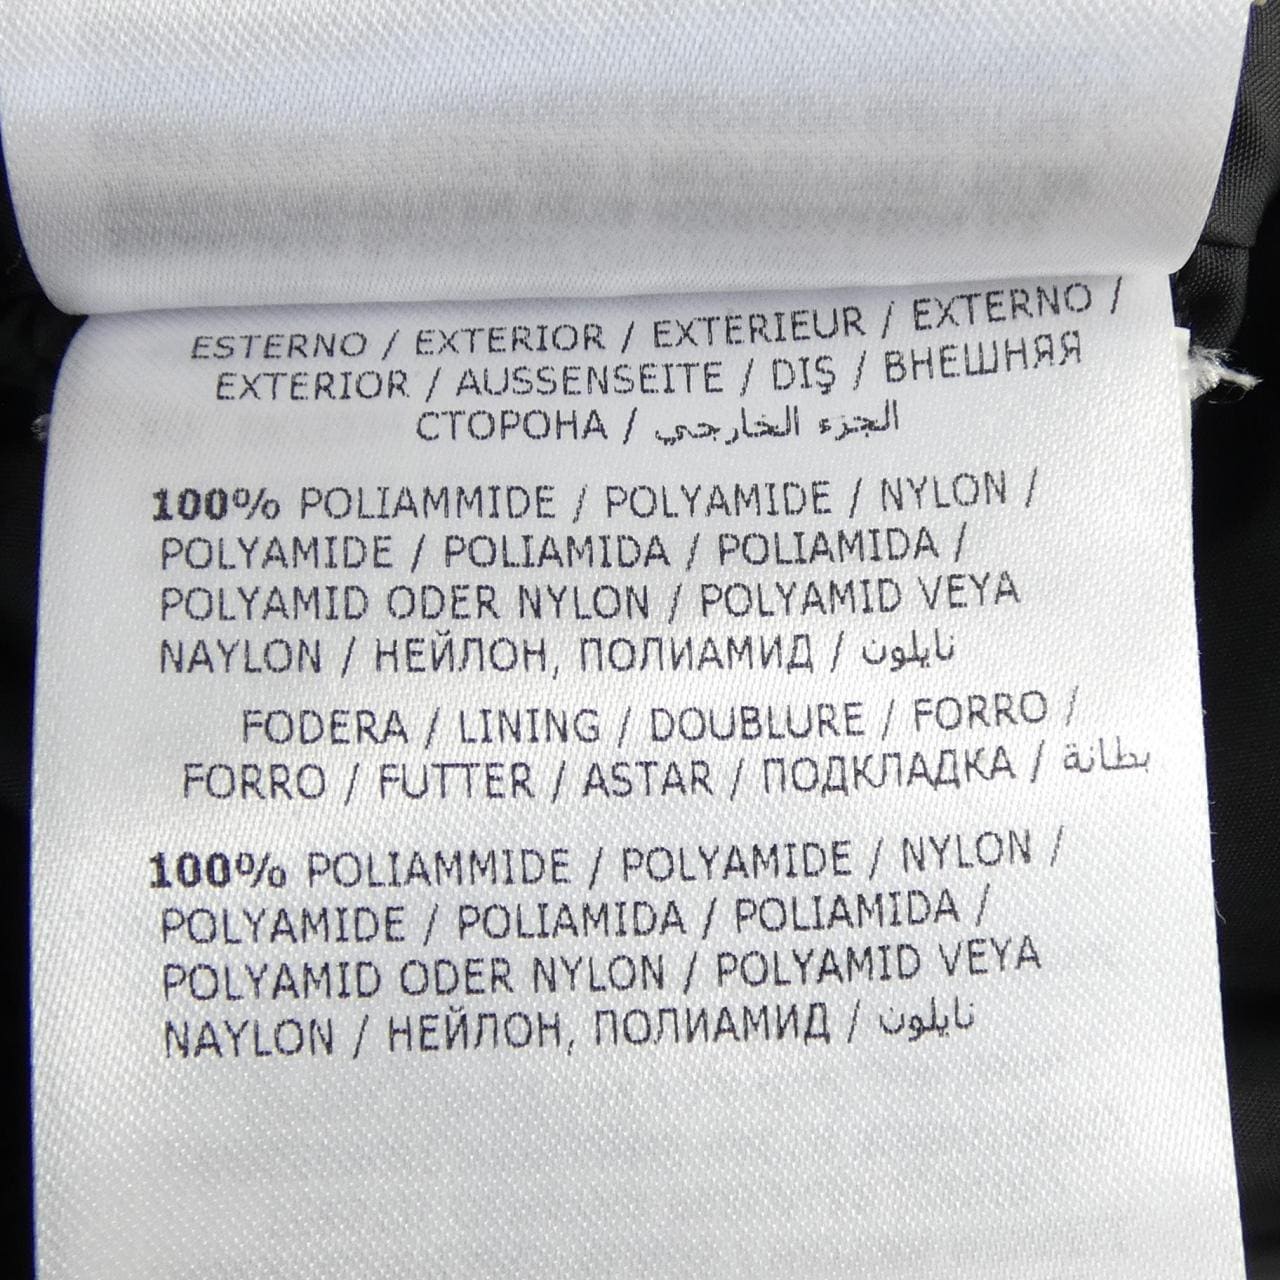 ESTERNO / EXTERIOR / EXTERIEUR / EXTERNO /
EXTERIOR / AUSSENSEITE / DIŞ / ВНЕШНЯЯ
СТОРОНА / الجزء الخارجي
100% POLIAMMIDE / POLYAMIDE / NYLON /
POLYAMIDE / POLIAMIDA / POLIAMIDA /
POLYAMID ODER NYLON / POLYAMID VEYA
NAYLON / НЕЙЛОН, ПОЛИАМИД / نايلون
FODERA / LINING / DOUBLURE / FORRO /
FORRO / FUTTER / ASTAR / ПОДКЛАДКА / بطانة
100% POLIAMMIDE / POLYAMIDE / NYLON /
POLYAMIDE / POLIAMIDA / POLIAMIDA /
POLYAMID ODER NYLON / POLYAMID VEYA
NAYLON / НЕЙЛОН, ПОЛИАМИД / نايلون